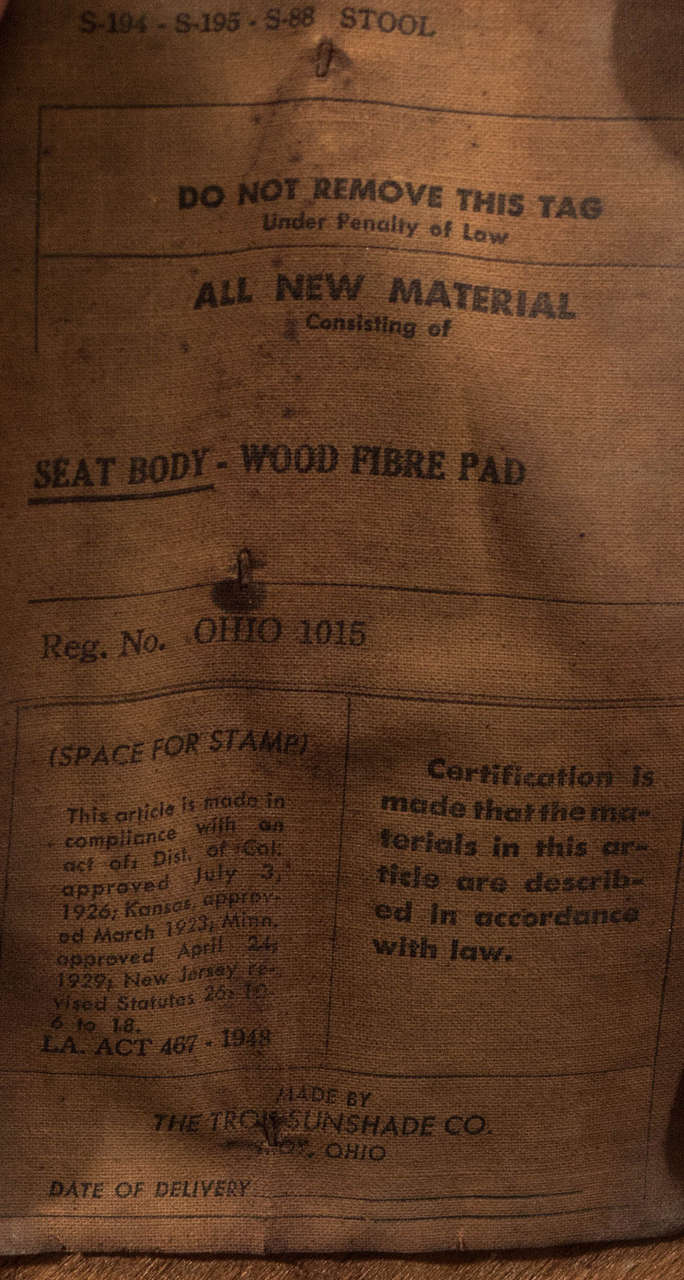 S-194 - S-195 - S-88 STOOL
DO NOT REMOVE THIS TAG
Under Penalty of Law
ALL NEW MATERIAL
Consisting of
SEAT BODY - WOOD FIBRE PAD
Reg. No. OHIO 1015
(SPACE FOR STAMP)
This article is made in
compliance with an
act of: Dist. of Col.
approved July 3,
1926; Kansas, approv-
ed March 1923; Minn.
approved April 24,
1929; New Jersey re-
vised Statutes 26: 10.
6 to 18.
LA. ACT 467 - 1948
Certification is
made that the ma-
terials in this ar-
ticle are describ-
ed in accordance
with law.
MADE BY
THE TROY SUNSHADE CO.
OHIO
DATE OF DELIVERY